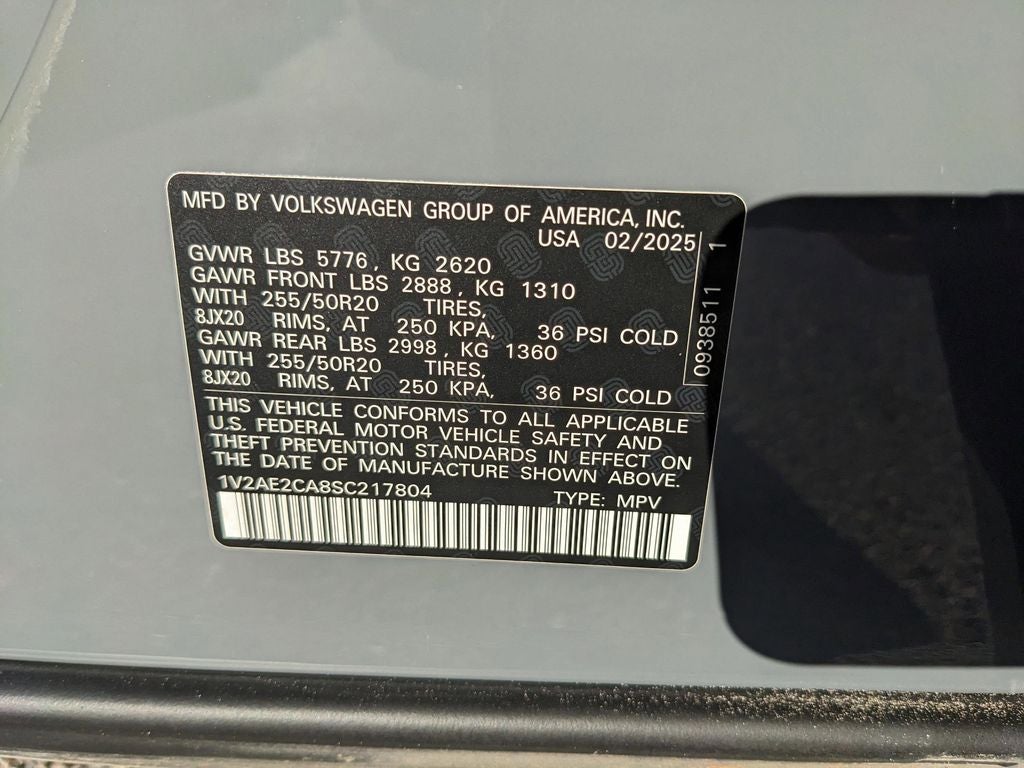 MFD BY VOLKSWAGEN GROUP OF AMERICA, INC.
USA 02/2025
GVWR LBS 5776, KG 2620
GAWR FRONT LBS 2888, KG 1310
WITH 255/50R20 TIRES,
8JX20 RIMS, AT 250 KPA, 36 PSI COLD
GAWR REAR LBS 2998, KG 1360
WITH 255/50R20 TIRES,
8JX20 RIMS, AT 250 KPA, 36 PSI COLD
THIS VEHICLE CONFORMS TO ALL APPLICABLE
U.S. FEDERAL MOTOR VEHICLE SAFETY AND
THEFT PREVENTION STANDARDS IN EFFECT ON
THE DATE OF MANUFACTURE SHOWN ABOVE.
1V2AE2CA8SC217804 TYPE: MPV
0938511 1